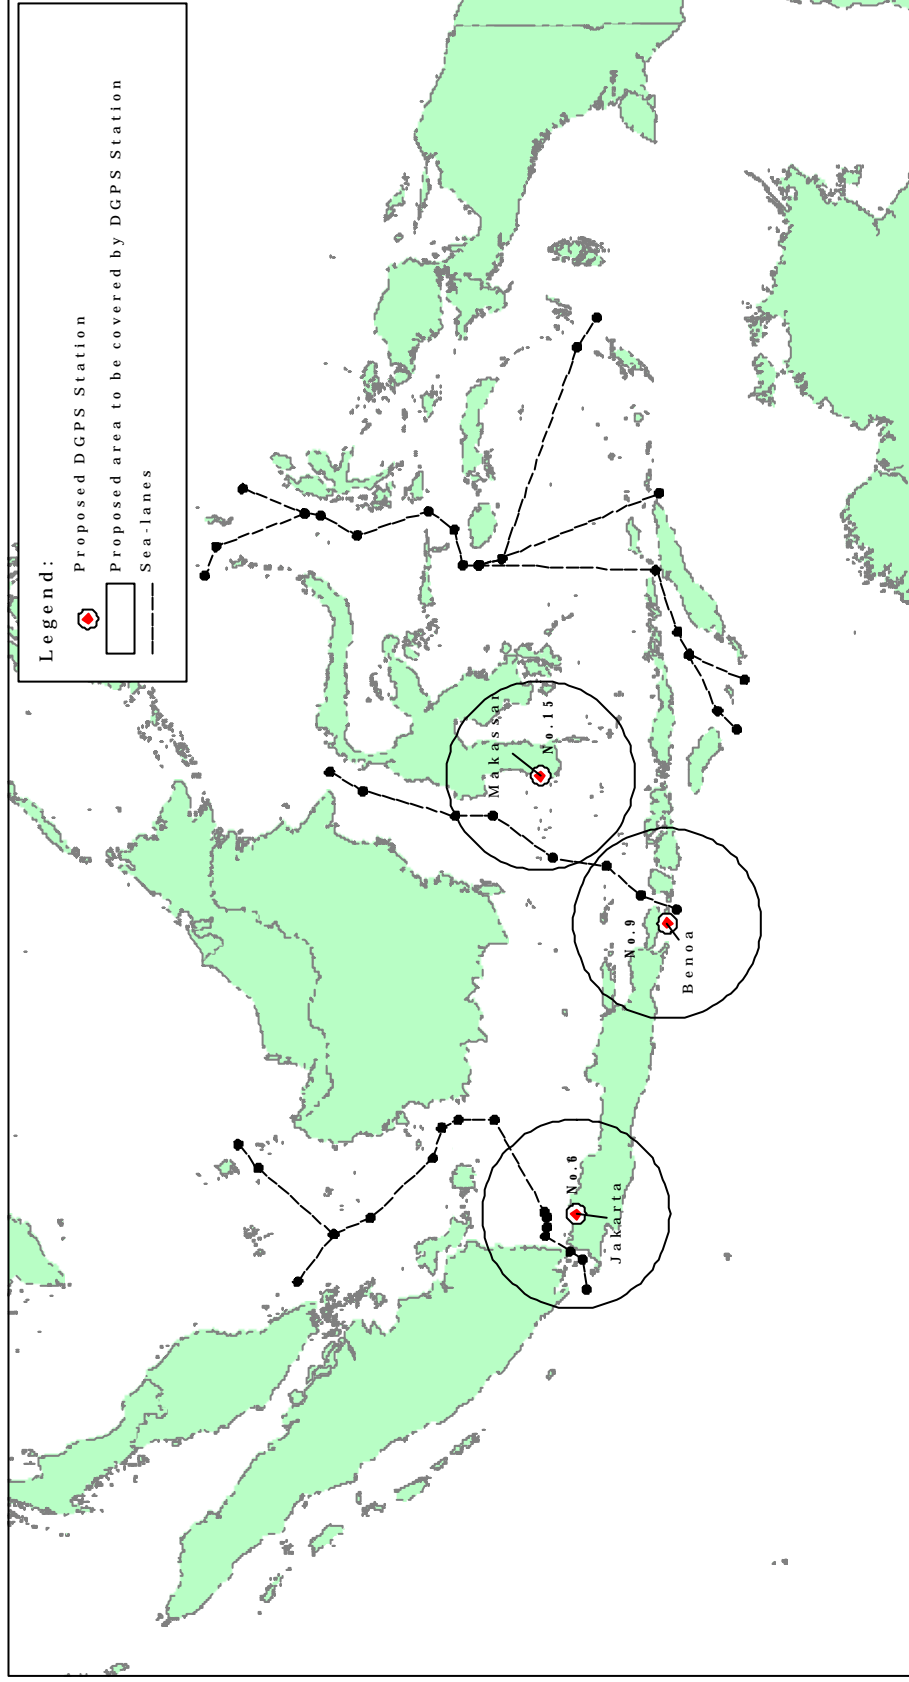 Legend:
Proposed DGPS Station
Proposed area to be covered by DGPS Station
Sea-lanes
Makassar
No.15
No.9
Benoa
No.6
Jakarta